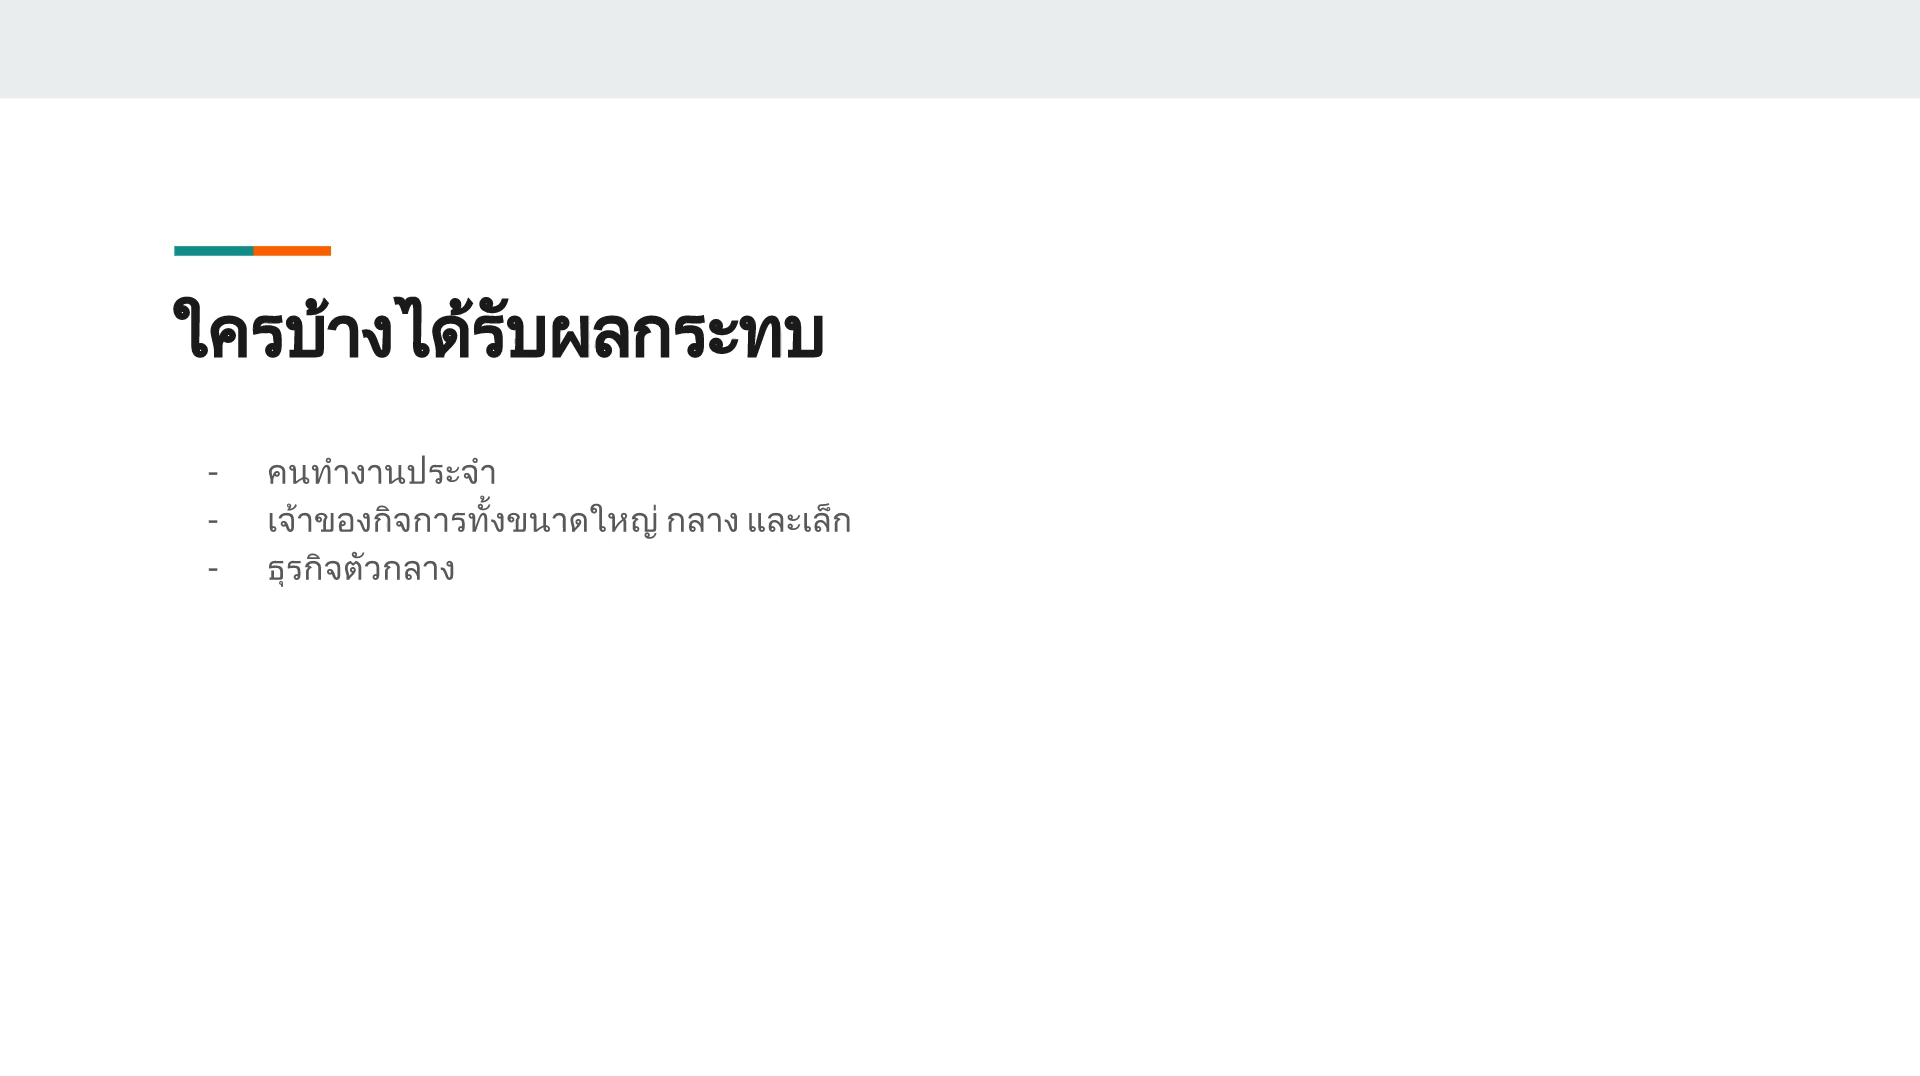 ใครบ้างได้รับผลกระทบ
- คนทำงานประจำ
- เจ้าของกิจการทั้งขนาดใหญ่ กลาง และเล็ก
- ธุรกิจตัวกลาง